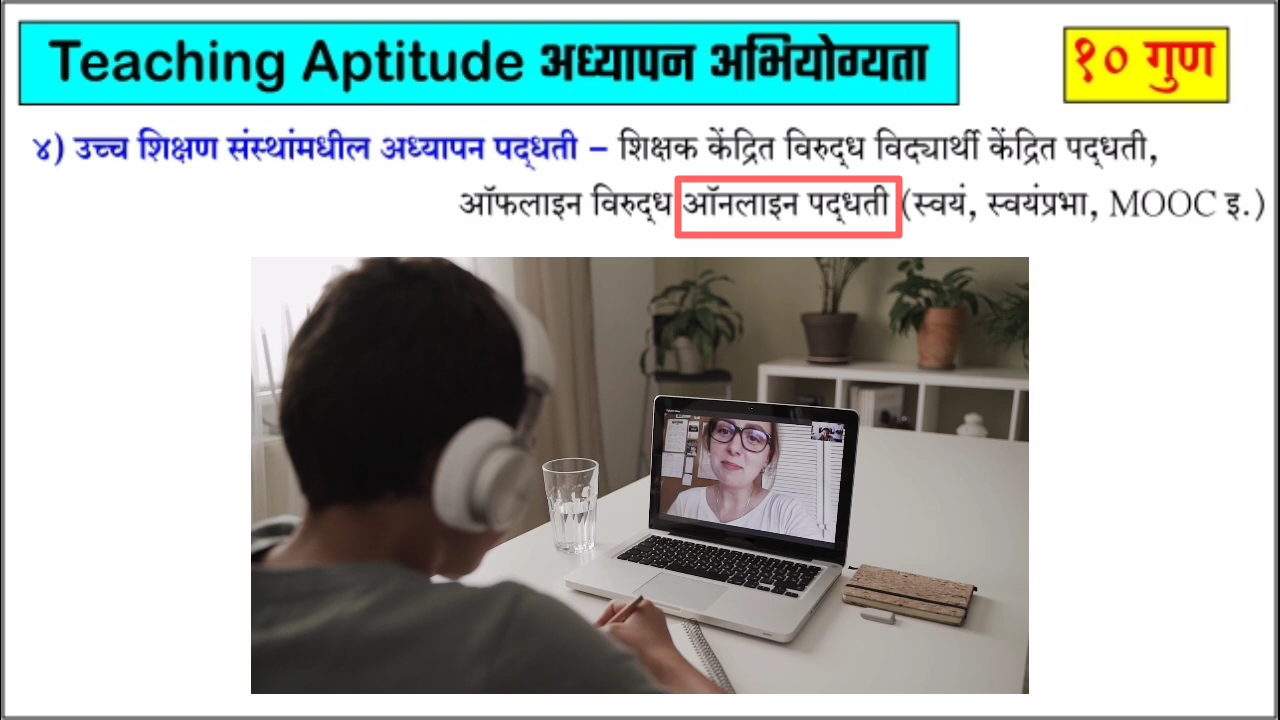 Teaching Aptitude अध्यापन अभियोग्यता
१० गुण
४) उच्च शिक्षण संस्थांमधील अध्यापन पद्धती – शिक्षक केंद्रित विरुद्ध विद्यार्थी केंद्रित पद्धती,
ऑफलाइन विरुद्ध ऑनलाइन पद्धती (स्वयं, स्वयंप्रभा, MOOC इ.)